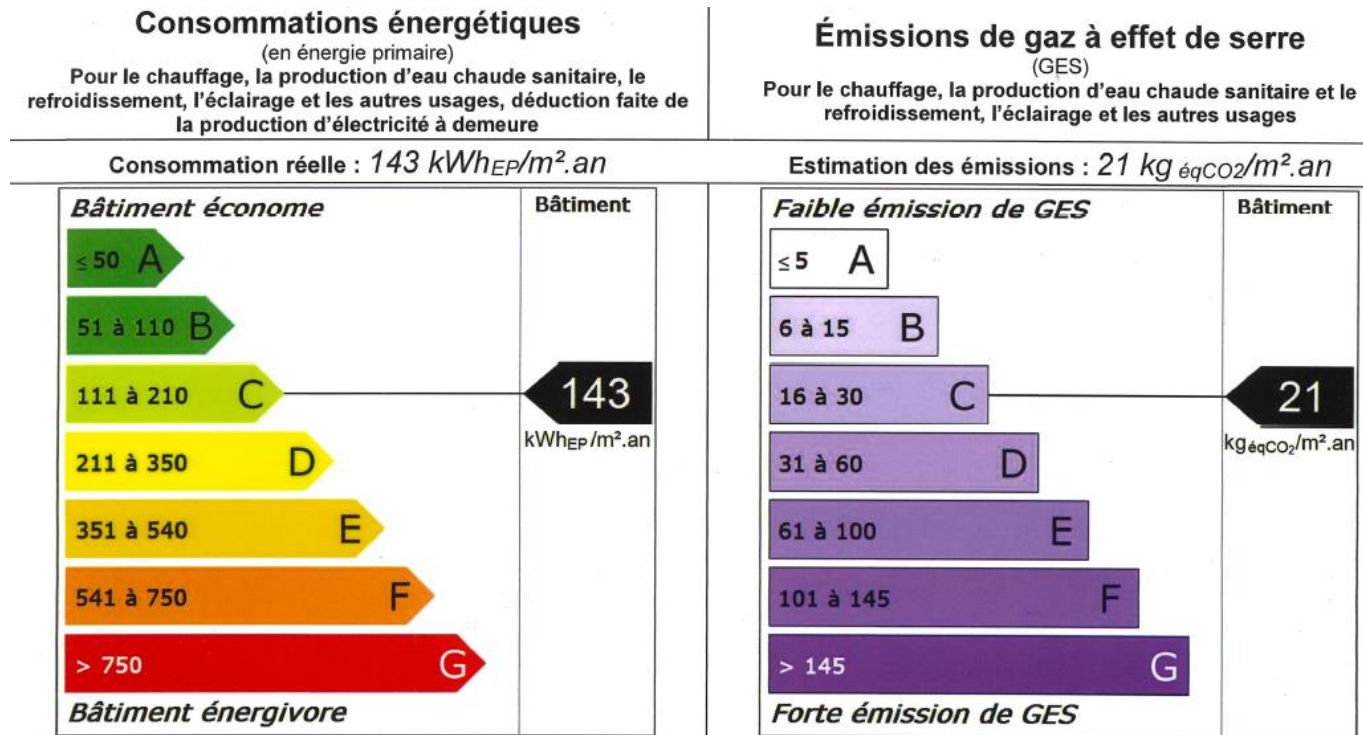 Consommations énergétiques
(en énergie primaire)
Pour le chauffage, la production d'eau chaude sanitaire, le
refroidissement, l'éclairage et les autres usages, déduction faite de
la production d'électricité à demeure
Consommation réelle : 143 kWhEP/m².an
Bâtiment économe
Bâtiment
≤ 50 A
51 à 110 B
111 à 210 C
143
kWhEP/m².an
211 à 350 D
351 à 540 E
541 à 750 F
> 750 G
Bâtiment énergivore
Émissions de gaz à effet de serre
(GES)
Pour le chauffage, la production d'eau chaude sanitaire et le
refroidissement, l'éclairage et les autres usages
Estimation des émissions : 21 kg éqCO2/m².an
Faible émission de GES
Bâtiment
≤ 5 A
6 à 15 B
16 à 30 C
21
kgéqCO2/m².an
31 à 60 D
61 à 100 E
101 à 145 F
> 145 G
Forte émission de GES